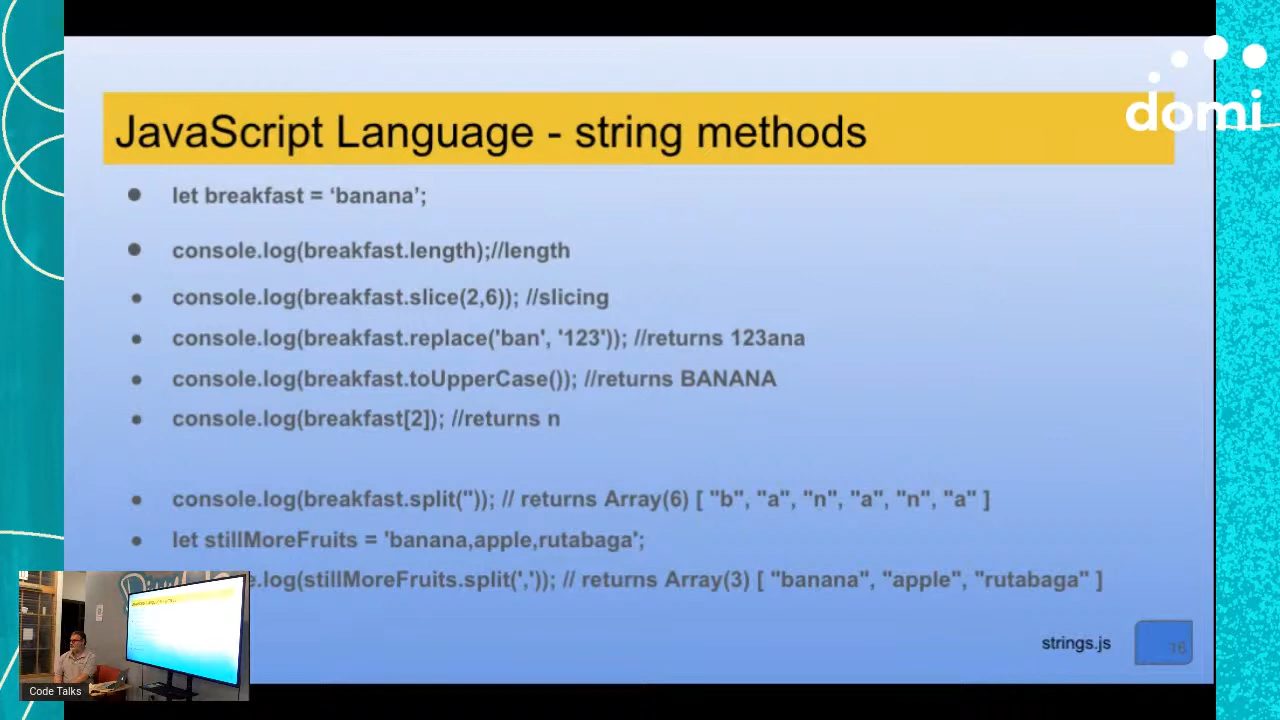 domi
JavaScript Language - string methods
let breakfast = ‘banana’;
console.log(breakfast.length);//length
console.log(breakfast.slice(2,6)); //slicing
console.log(breakfast.replace('ban', '123')); //returns 123ana
console.log(breakfast.toUpperCase()); //returns BANANA
console.log(breakfast[2]); //returns n
console.log(breakfast.split('')); // returns Array(6) [ "b", "a", "n", "a", "n", "a" ]
let stillMoreFruits = 'banana,apple,rutabaga';
e.log(stillMoreFruits.split(',')); // returns Array(3) [ "banana", "apple", "rutabaga" ]
strings.js
16
Code Talks